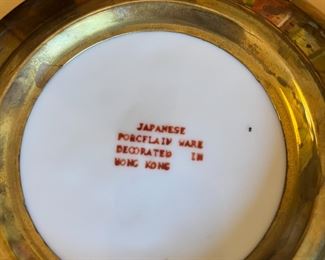 JAPANESE
PORCELAIN WARE
DECORATED IN
HONG KONG